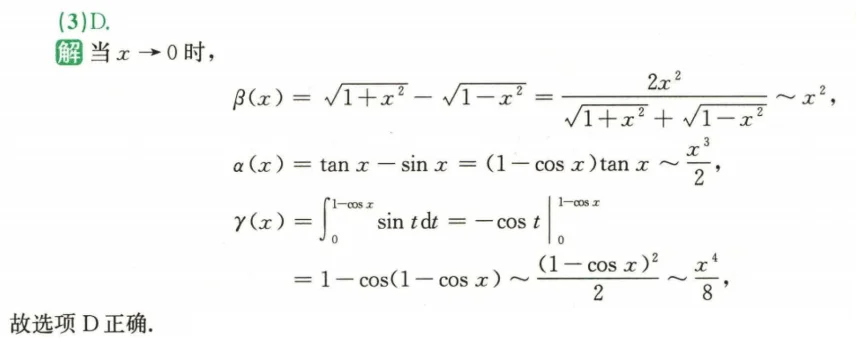 (3)D.
解 当 x → 0 时，
β(x) = √(1+x²) − √(1−x²) = 2x² / (√(1+x²) + √(1−x²)) ~ x²,
α(x) = tan x − sin x = (1 − cos x)tan x ~ x³/2,
γ(x) = ∫₀^(1−cos x) sin t dt = −cos t |₀^(1−cos x)
= 1 − cos(1 − cos x) ~ (1 − cos x)²/2 ~ x⁴/8,
故选项 D 正确.